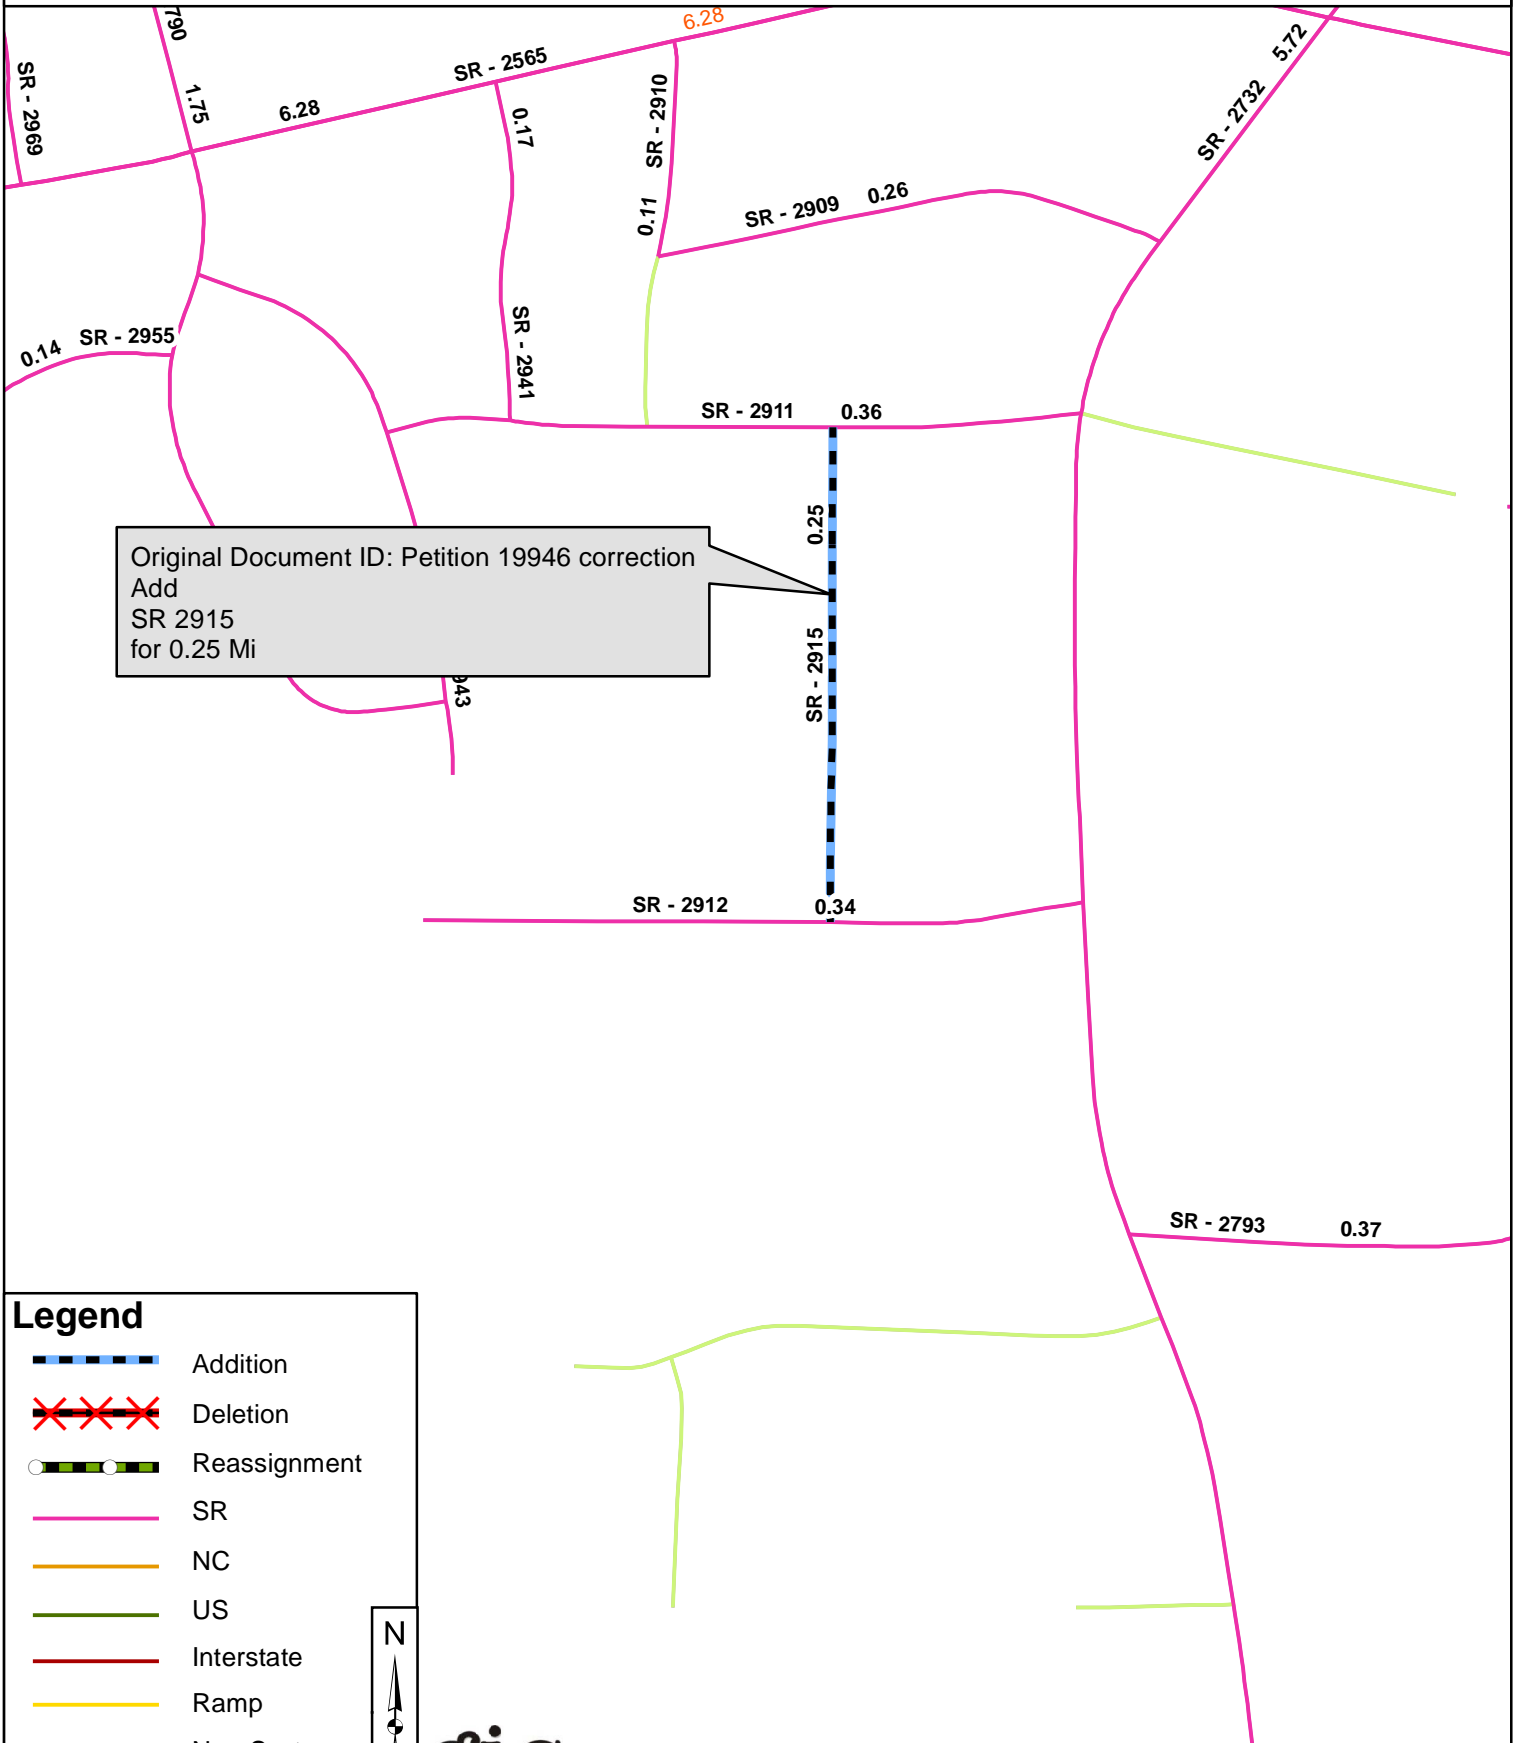 790
6.28
SR - 2565
5.72
SR - 2969
1.75
6.28
0.17
SR - 2910
SR - 2732
0.11
SR - 2909 0.26
0.14 SR - 2955
SR - 2941
SR - 2911 0.36
0.25
Original Document ID: Petition 19946 correction
Add
SR 2915
for 0.25 Mi
SR - 2915
943
SR - 2912 0.34
SR - 2793 0.37
Legend
Addition
Deletion
Reassignment
SR
NC
US
Interstate
Ramp
N